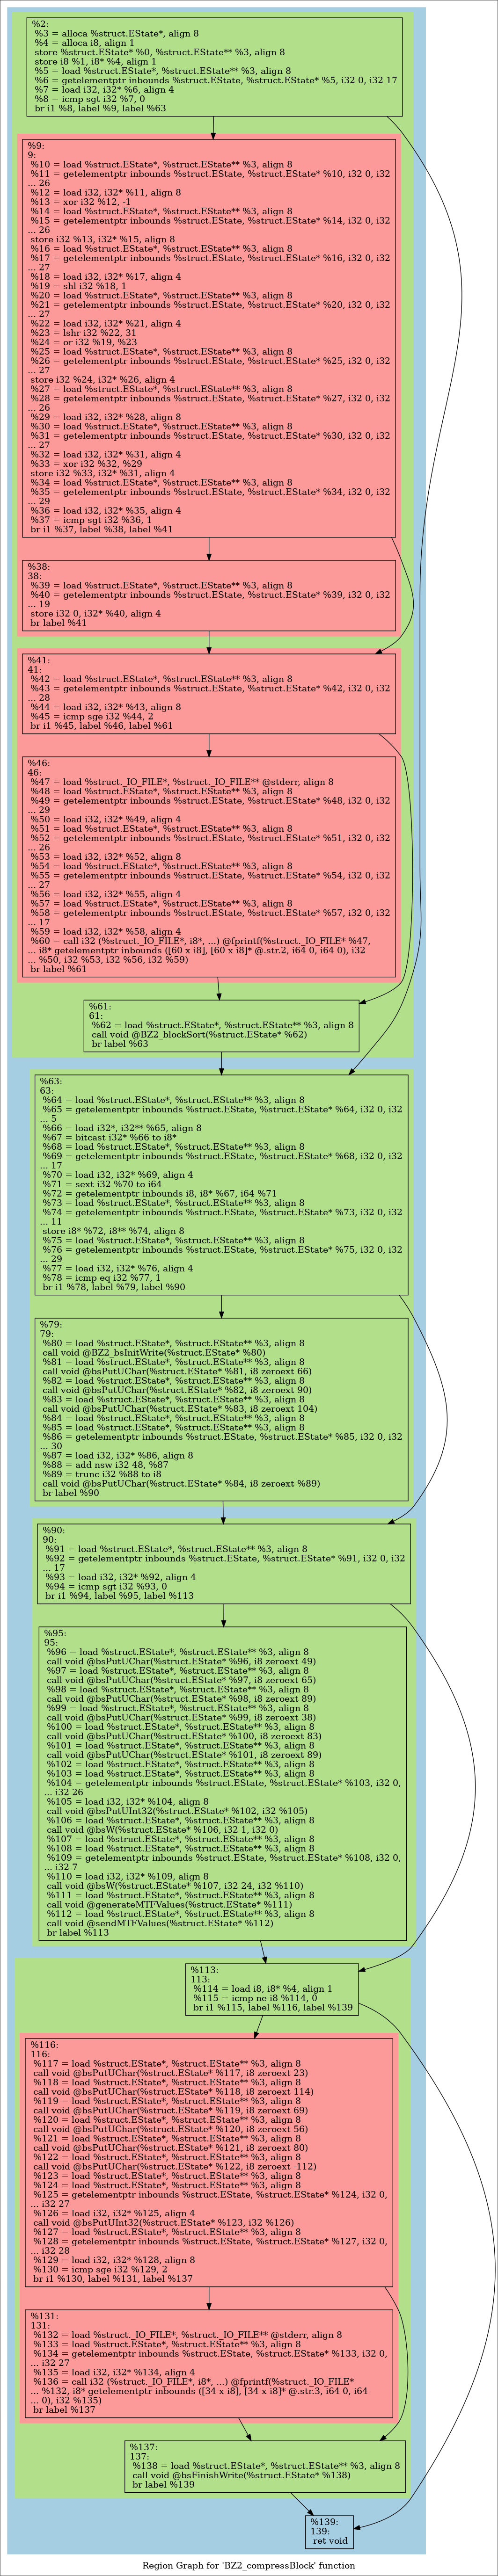 %2:
%3 = alloca %struct.EState*, align 8
%4 = alloca i8, align 1
store %struct.EState* %0, %struct.EState** %3, align 8
store i8 %1, i8* %4, align 1
%5 = load %struct.EState*, %struct.EState** %3, align 8
%6 = getelementptr inbounds %struct.EState, %struct.EState* %5, i32 0, i32 17
%7 = load i32, i32* %6, align 4
%8 = icmp sgt i32 %7, 0
br i1 %8, label %9, label %63
%9:
9:
%10 = load %struct.EState*, %struct.EState** %3, align 8
%11 = getelementptr inbounds %struct.EState, %struct.EState* %10, i32 0, i32
... 26
%12 = load i32, i32* %11, align 8
%13 = xor i32 %12, -1
%14 = load %struct.EState*, %struct.EState** %3, align 8
%15 = getelementptr inbounds %struct.EState, %struct.EState* %14, i32 0, i32
... 26
store i32 %13, i32* %15, align 8
%16 = load %struct.EState*, %struct.EState** %3, align 8
%17 = getelementptr inbounds %struct.EState, %struct.EState* %16, i32 0, i32
... 27
%18 = load i32, i32* %17, align 4
%19 = shl i32 %18, 1
%20 = load %struct.EState*, %struct.EState** %3, align 8
%21 = getelementptr inbounds %struct.EState, %struct.EState* %20, i32 0, i32
... 27
%22 = load i32, i32* %21, align 4
%23 = lshr i32 %22, 31
%24 = or i32 %19, %23
%25 = load %struct.EState*, %struct.EState** %3, align 8
%26 = getelementptr inbounds %struct.EState, %struct.EState* %25, i32 0, i32
... 27
store i32 %24, i32* %26, align 4
%27 = load %struct.EState*, %struct.EState** %3, align 8
%28 = getelementptr inbounds %struct.EState, %struct.EState* %27, i32 0, i32
... 26
%29 = load i32, i32* %28, align 8
%30 = load %struct.EState*, %struct.EState** %3, align 8
%31 = getelementptr inbounds %struct.EState, %struct.EState* %30, i32 0, i32
... 27
%32 = load i32, i32* %31, align 4
%33 = xor i32 %32, %29
store i32 %33, i32* %31, align 4
%34 = load %struct.EState*, %struct.EState** %3, align 8
%35 = getelementptr inbounds %struct.EState, %struct.EState* %34, i32 0, i32
... 29
%36 = load i32, i32* %35, align 4
%37 = icmp sgt i32 %36, 1
br i1 %37, label %38, label %41
%38:
38:
%39 = load %struct.EState*, %struct.EState** %3, align 8
%40 = getelementptr inbounds %struct.EState, %struct.EState* %39, i32 0, i32
... 19
store i32 0, i32* %40, align 4
br label %41
%41:
41:
%42 = load %struct.EState*, %struct.EState** %3, align 8
%43 = getelementptr inbounds %struct.EState, %struct.EState* %42, i32 0, i32
... 28
%44 = load i32, i32* %43, align 8
%45 = icmp sge i32 %44, 2
br i1 %45, label %46, label %61
%46:
46:
%47 = load %struct._IO_FILE*, %struct._IO_FILE** @stderr, align 8
%48 = load %struct.EState*, %struct.EState** %3, align 8
%49 = getelementptr inbounds %struct.EState, %struct.EState* %48, i32 0, i32
... 29
%50 = load i32, i32* %49, align 4
%51 = load %struct.EState*, %struct.EState** %3, align 8
%52 = getelementptr inbounds %struct.EState, %struct.EState* %51, i32 0, i32
... 26
%53 = load i32, i32* %52, align 8
%54 = load %struct.EState*, %struct.EState** %3, align 8
%55 = getelementptr inbounds %struct.EState, %struct.EState* %54, i32 0, i32
... 27
%56 = load i32, i32* %55, align 4
%57 = load %struct.EState*, %struct.EState** %3, align 8
%58 = getelementptr inbounds %struct.EState, %struct.EState* %57, i32 0, i32
... 17
%59 = load i32, i32* %58, align 4
%60 = call i32 (%struct._IO_FILE*, i8*, ...) @fprintf(%struct._IO_FILE* %47,
... i8* getelementptr inbounds ([60 x i8], [60 x i8]* @.str.2, i64 0, i64 0), i32
... %50, i32 %53, i32 %56, i32 %59)
br label %61
%61:
61:
%62 = load %struct.EState*, %struct.EState** %3, align 8
call void @BZ2_blockSort(%struct.EState* %62)
br label %63
%63:
63:
%64 = load %struct.EState*, %struct.EState** %3, align 8
%65 = getelementptr inbounds %struct.EState, %struct.EState* %64, i32 0, i32
... 5
%66 = load i32*, i32** %65, align 8
%67 = bitcast i32* %66 to i8*
%68 = load %struct.EState*, %struct.EState** %3, align 8
%69 = getelementptr inbounds %struct.EState, %struct.EState* %68, i32 0, i32
... 17
%70 = load i32, i32* %69, align 4
%71 = sext i32 %70 to i64
%72 = getelementptr inbounds i8, i8* %67, i64 %71
%73 = load %struct.EState*, %struct.EState** %3, align 8
%74 = getelementptr inbounds %struct.EState, %struct.EState* %73, i32 0, i32
... 11
store i8* %72, i8** %74, align 8
%75 = load %struct.EState*, %struct.EState** %3, align 8
%76 = getelementptr inbounds %struct.EState, %struct.EState* %75, i32 0, i32
... 29
%77 = load i32, i32* %76, align 4
%78 = icmp eq i32 %77, 1
br i1 %78, label %79, label %90
%79:
79:
%80 = load %struct.EState*, %struct.EState** %3, align 8
call void @BZ2_bsInitWrite(%struct.EState* %80)
%81 = load %struct.EState*, %struct.EState** %3, align 8
call void @bsPutUChar(%struct.EState* %81, i8 zeroext 66)
%82 = load %struct.EState*, %struct.EState** %3, align 8
call void @bsPutUChar(%struct.EState* %82, i8 zeroext 90)
%83 = load %struct.EState*, %struct.EState** %3, align 8
call void @bsPutUChar(%struct.EState* %83, i8 zeroext 104)
%84 = load %struct.EState*, %struct.EState** %3, align 8
%85 = load %struct.EState*, %struct.EState** %3, align 8
%86 = getelementptr inbounds %struct.EState, %struct.EState* %85, i32 0, i32
... 30
%87 = load i32, i32* %86, align 8
%88 = add nsw i32 48, %87
%89 = trunc i32 %88 to i8
call void @bsPutUChar(%struct.EState* %84, i8 zeroext %89)
br label %90
%90:
90:
%91 = load %struct.EState*, %struct.EState** %3, align 8
%92 = getelementptr inbounds %struct.EState, %struct.EState* %91, i32 0, i32
... 17
%93 = load i32, i32* %92, align 4
%94 = icmp sgt i32 %93, 0
br i1 %94, label %95, label %113
%95:
95:
%96 = load %struct.EState*, %struct.EState** %3, align 8
call void @bsPutUChar(%struct.EState* %96, i8 zeroext 49)
%97 = load %struct.EState*, %struct.EState** %3, align 8
call void @bsPutUChar(%struct.EState* %97, i8 zeroext 65)
%98 = load %struct.EState*, %struct.EState** %3, align 8
call void @bsPutUChar(%struct.EState* %98, i8 zeroext 89)
%99 = load %struct.EState*, %struct.EState** %3, align 8
call void @bsPutUChar(%struct.EState* %99, i8 zeroext 38)
%100 = load %struct.EState*, %struct.EState** %3, align 8
call void @bsPutUChar(%struct.EState* %100, i8 zeroext 83)
%101 = load %struct.EState*, %struct.EState** %3, align 8
call void @bsPutUChar(%struct.EState* %101, i8 zeroext 89)
%102 = load %struct.EState*, %struct.EState** %3, align 8
%103 = load %struct.EState*, %struct.EState** %3, align 8
%104 = getelementptr inbounds %struct.EState, %struct.EState* %103, i32 0,
... i32 26
%105 = load i32, i32* %104, align 8
call void @bsPutUInt32(%struct.EState* %102, i32 %105)
%106 = load %struct.EState*, %struct.EState** %3, align 8
call void @bsW(%struct.EState* %106, i32 1, i32 0)
%107 = load %struct.EState*, %struct.EState** %3, align 8
%108 = load %struct.EState*, %struct.EState** %3, align 8
%109 = getelementptr inbounds %struct.EState, %struct.EState* %108, i32 0,
... i32 7
%110 = load i32, i32* %109, align 8
call void @bsW(%struct.EState* %107, i32 24, i32 %110)
%111 = load %struct.EState*, %struct.EState** %3, align 8
call void @generateMTFValues(%struct.EState* %111)
%112 = load %struct.EState*, %struct.EState** %3, align 8
call void @sendMTFValues(%struct.EState* %112)
br label %113
%113:
113:
%114 = load i8, i8* %4, align 1
%115 = icmp ne i8 %114, 0
br i1 %115, label %116, label %139
%116:
116:
%117 = load %struct.EState*, %struct.EState** %3, align 8
call void @bsPutUChar(%struct.EState* %117, i8 zeroext 23)
%118 = load %struct.EState*, %struct.EState** %3, align 8
call void @bsPutUChar(%struct.EState* %118, i8 zeroext 114)
%119 = load %struct.EState*, %struct.EState** %3, align 8
call void @bsPutUChar(%struct.EState* %119, i8 zeroext 69)
%120 = load %struct.EState*, %struct.EState** %3, align 8
call void @bsPutUChar(%struct.EState* %120, i8 zeroext 56)
%121 = load %struct.EState*, %struct.EState** %3, align 8
call void @bsPutUChar(%struct.EState* %121, i8 zeroext 80)
%122 = load %struct.EState*, %struct.EState** %3, align 8
call void @bsPutUChar(%struct.EState* %122, i8 zeroext -112)
%123 = load %struct.EState*, %struct.EState** %3, align 8
%124 = load %struct.EState*, %struct.EState** %3, align 8
%125 = getelementptr inbounds %struct.EState, %struct.EState* %124, i32 0,
... i32 27
%126 = load i32, i32* %125, align 4
call void @bsPutUInt32(%struct.EState* %123, i32 %126)
%127 = load %struct.EState*, %struct.EState** %3, align 8
%128 = getelementptr inbounds %struct.EState, %struct.EState* %127, i32 0,
... i32 28
%129 = load i32, i32* %128, align 8
%130 = icmp sge i32 %129, 2
br i1 %130, label %131, label %137
%131:
131:
%132 = load %struct._IO_FILE*, %struct._IO_FILE** @stderr, align 8
%133 = load %struct.EState*, %struct.EState** %3, align 8
%134 = getelementptr inbounds %struct.EState, %struct.EState* %133, i32 0,
... i32 27
%135 = load i32, i32* %134, align 4
%136 = call i32 (%struct._IO_FILE*, i8*, ...) @fprintf(%struct._IO_FILE*
... %132, i8* getelementptr inbounds ([34 x i8], [34 x i8]* @.str.3, i64 0, i64
... 0), i32 %135)
br label %137
%137:
137:
%138 = load %struct.EState*, %struct.EState** %3, align 8
call void @bsFinishWrite(%struct.EState* %138)
br label %139
%139:
139:
ret void
Region Graph for 'BZ2_compressBlock' function